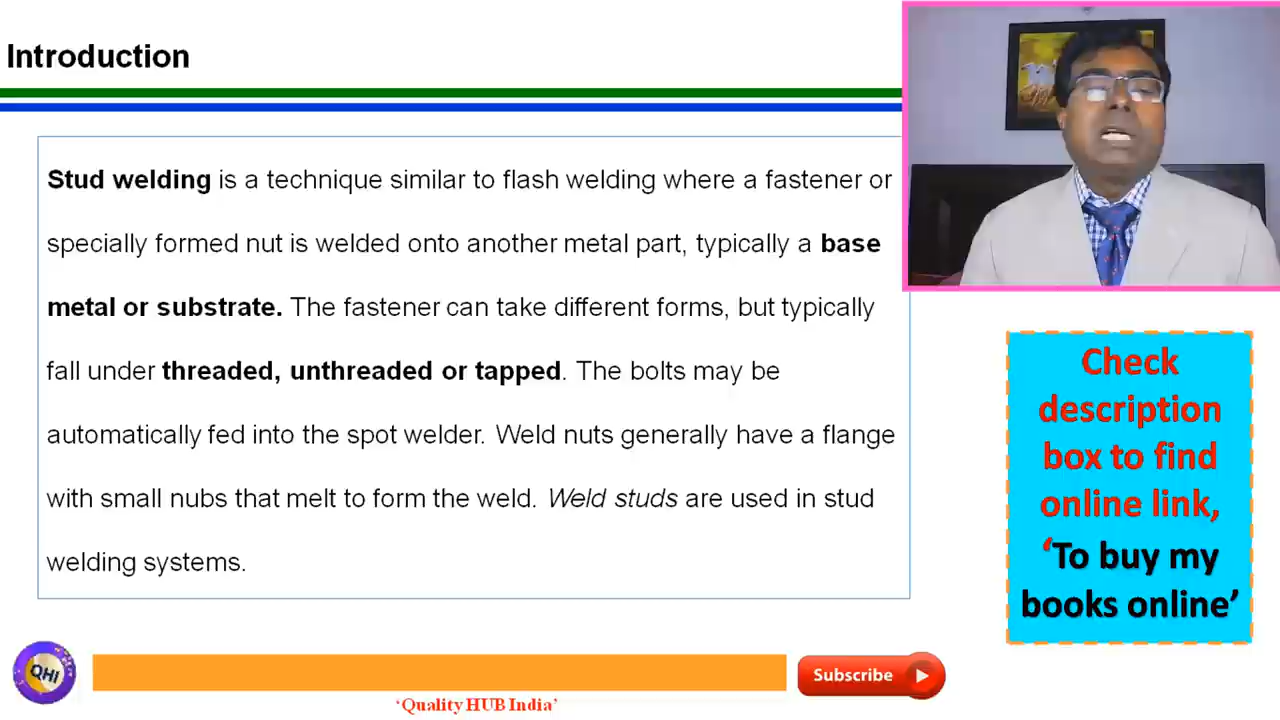 Introduction
Stud welding is a technique similar to flash welding where a fastener or
specially formed nut is welded onto another metal part, typically a base
metal or substrate. The fastener can take different forms, but typically
fall under threaded, unthreaded or tapped. The bolts may be
automatically fed into the spot welder. Weld nuts generally have a flange
with small nubs that melt to form the weld. Weld studs are used in stud
welding systems.
Check
description
box to find
online link,
‘To buy my
books online’
QHI
Subscribe
‘Quality HUB India’